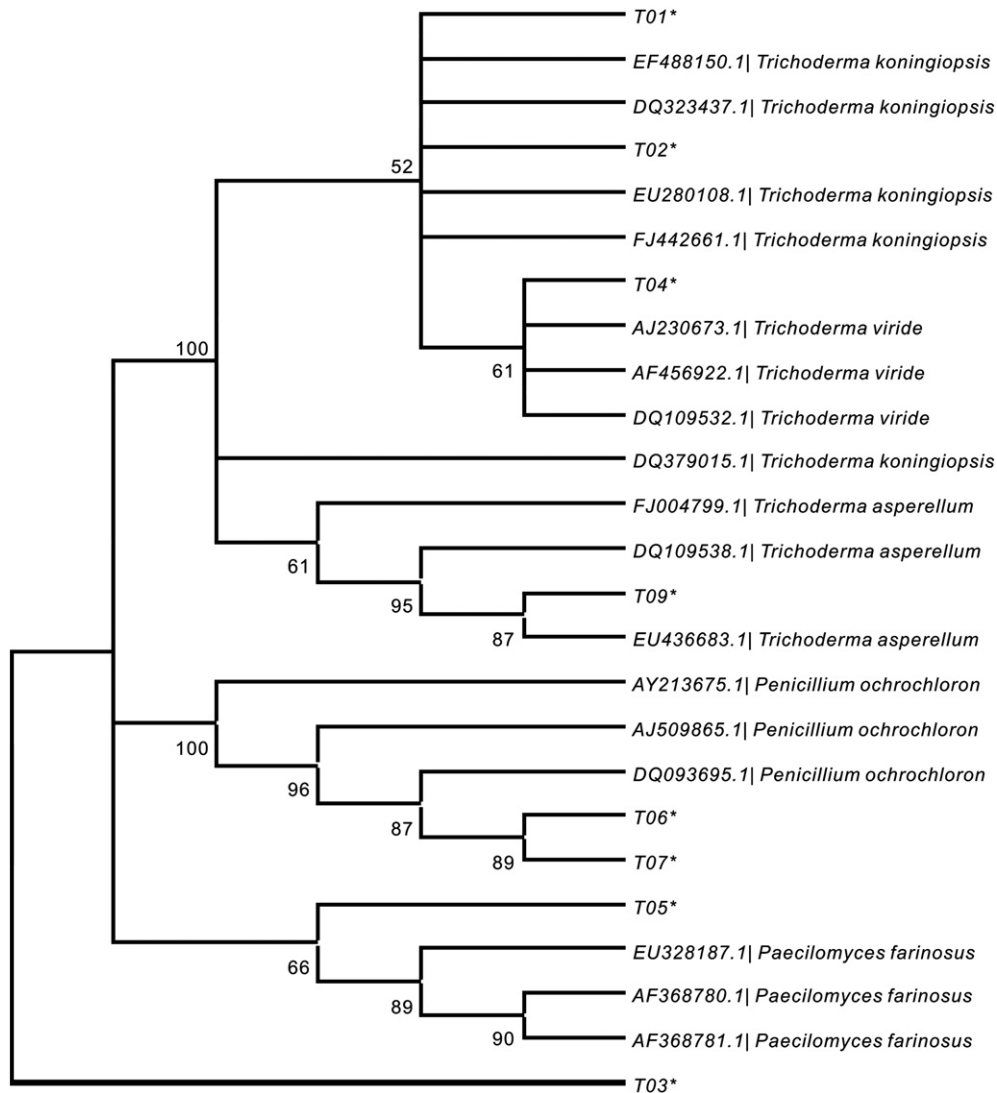 T01*
EF488150.1| Trichoderma koningiopsis
DQ323437.1| Trichoderma koningiopsis
T02*
52
EU280108.1| Trichoderma koningiopsis
FJ442661.1| Trichoderma koningiopsis
T04*
AJ230673.1| Trichoderma viride
100
61
AF456922.1| Trichoderma viride
DQ109532.1| Trichoderma viride
DQ379015.1| Trichoderma koningiopsis
FJ004799.1| Trichoderma asperellum
DQ109538.1| Trichoderma asperellum
61
T09*
95
87
EU436683.1| Trichoderma asperellum
AY213675.1| Penicillium ochrochloron
AJ509865.1| Penicillium ochrochloron
100
DQ093695.1| Penicillium ochrochloron
96
T06*
87
89
T07*
T05*
EU328187.1| Paecilomyces farinosus
66
AF368780.1| Paecilomyces farinosus
89
90
AF368781.1| Paecilomyces farinosus
T03*